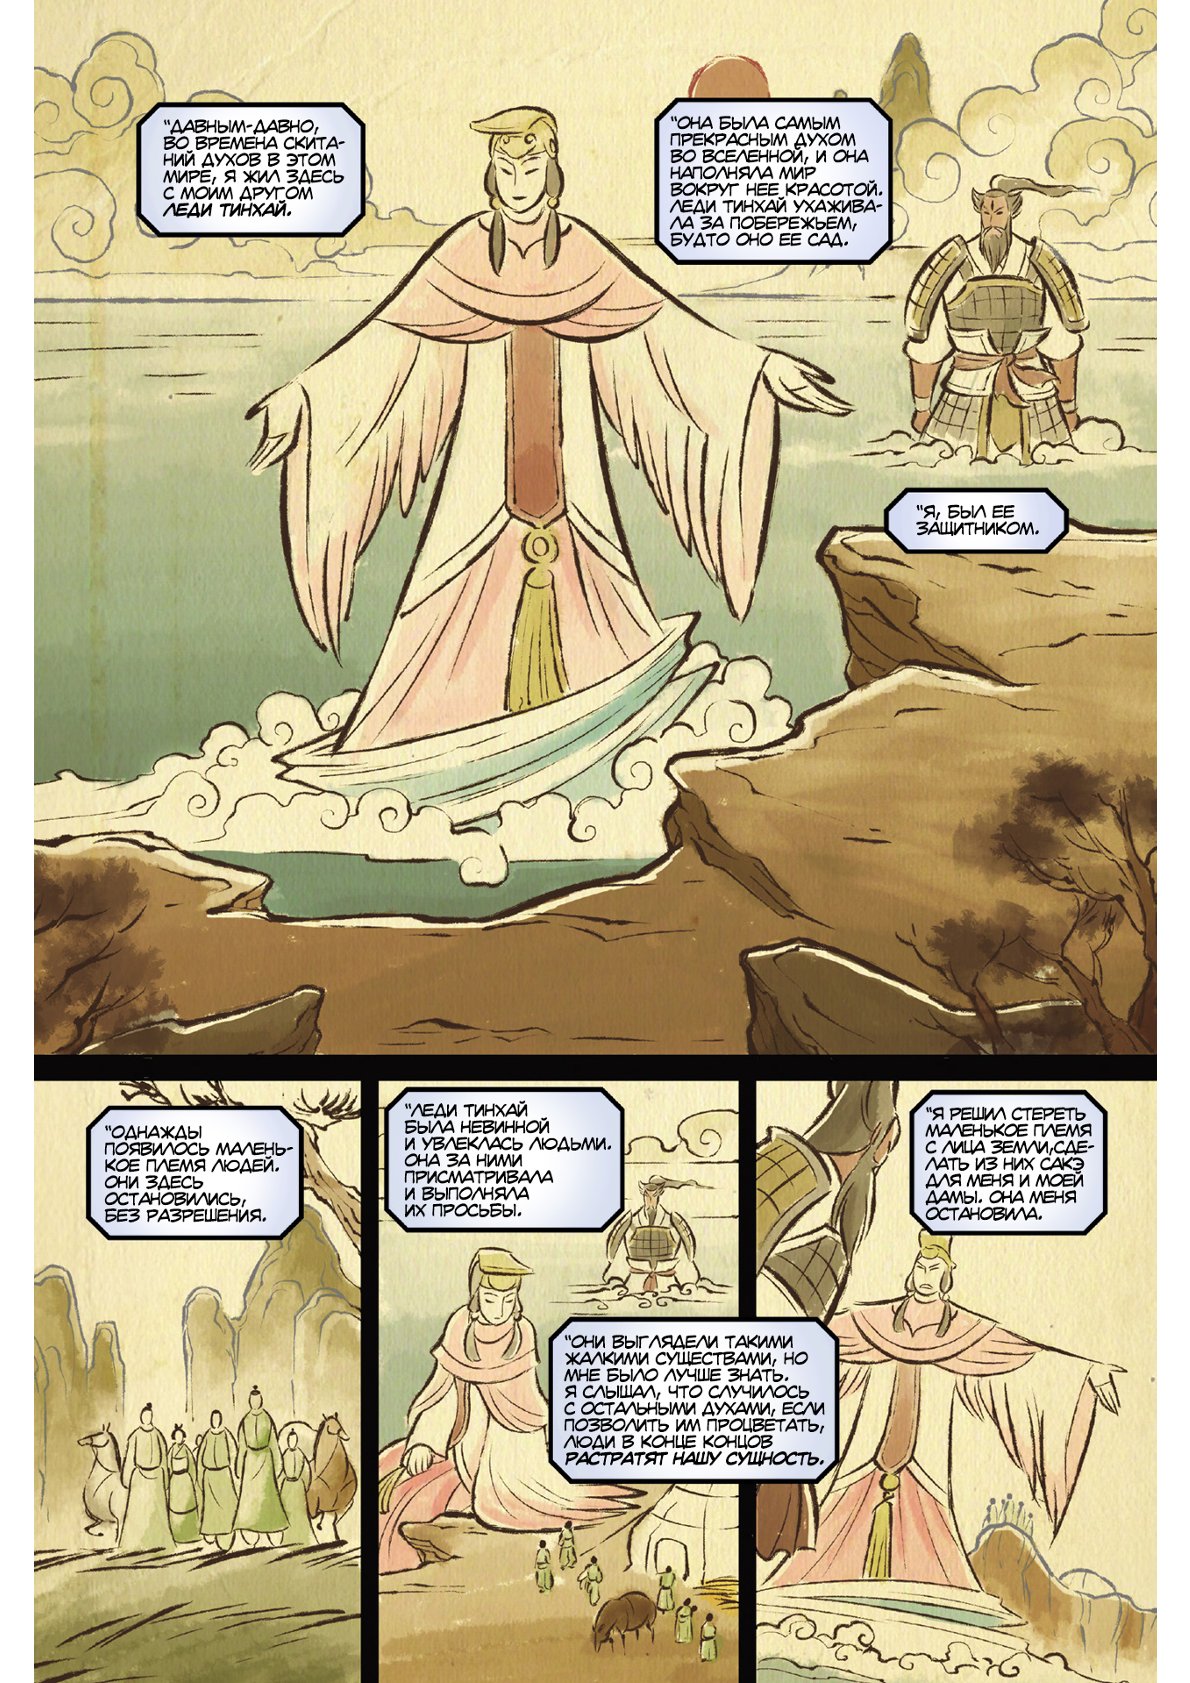 "ДАВНЫМ-ДАВНО,
ВО ВРЕМЕНА СКИТА-
НИЙ ДУХОВ В ЭТОМ
МИРЕ, Я ЖИЛ ЗДЕСЬ
С МОИМ ДРУГОМ
ЛЕДИ ТИНХАЙ.
"ОНА БЫЛА САМЫМ
ПРЕКРАСНЫМ ДУХОМ
ВО ВСЕЛЕННОЙ, И ОНА
НАПОЛНЯЛА МИР
ВОКРУГ НЕЕ КРАСОТОЙ.
ЛЕДИ ТИНХАЙ УХАЖИВА-
ЛА ЗА ПОБЕРЕЖЬЕМ,
БУДТО ОНО ЕЕ САД.
"Я, БЫЛ ЕЕ
ЗАЩИТНИКОМ.
"ОДНАЖДЫ
ПОЯВИЛОСЬ МАЛЕНЬ-
КОЕ ПЛЕМЯ ЛЮДЕЙ.
ОНИ ЗДЕСЬ
ОСТАНОВИЛИСЬ,
БЕЗ РАЗРЕШЕНИЯ.
"ЛЕДИ ТИНХАЙ
БЫЛА НЕВИННОЙ
И УВЛЕКЛАСЬ ЛЮДЬМИ.
ОНА ЗА НИМИ
ПРИСМАТРИВАЛА
И ВЫПОЛНЯЛА
ИХ ПРОСЬБЫ.
"ОНИ ВЫГЛЯДЕЛИ ТАКИМИ
ЖАЛКИМИ СУЩЕСТВАМИ, НО
МНЕ БЫЛО ЛУЧШЕ ЗНАТЬ.
Я СЛЫШАЛ, ЧТО СЛУЧИЛОСЬ
С ОСТАЛЬНЫМИ ДУХАМИ, ЕСЛИ
ПОЗВОЛИТЬ ИМ ПРОЦВЕТАТЬ,
ЛЮДИ В КОНЦЕ КОНЦОВ
РАСТРАТЯТ НАШУ СУЩНОСТЬ.
"Я РЕШИЛ СТЕРЕТЬ
МАЛЕНЬКОЕ ПЛЕМЯ
С ЛИЦА ЗЕМЛИ,СДЕ-
ЛАТЬ ИЗ НИХ САКЭ
ДЛЯ МЕНЯ И МОЕЙ
ДАМЫ. ОНА МЕНЯ
ОСТАНОВИЛА.